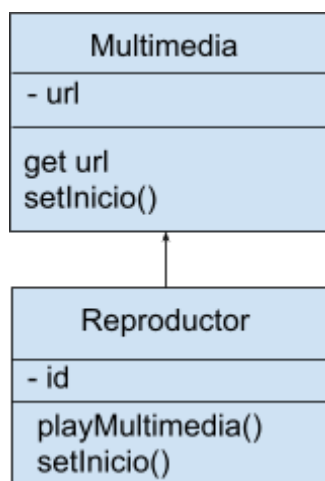 Multimedia
- url
get url
setInicio()
Reproductor
- id
playMultimedia()
setInicio()